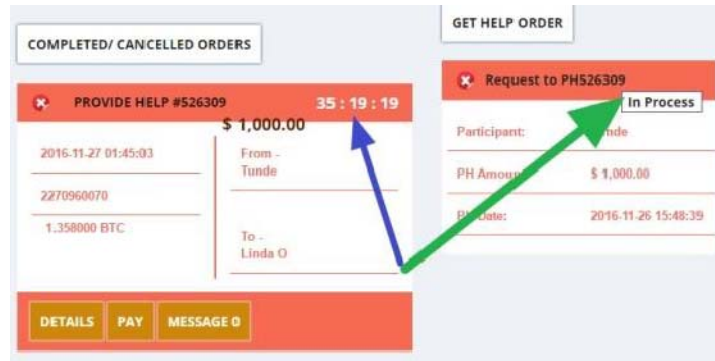 COMPLETED/ CANCELLED ORDERS
PROVIDE HELP #526309 35 : 19 : 19
$ 1,000.00
2016-11-27 01:45:03
2270960070
1.358000 BTC
From -
Tunde
To -
Linda O
DETAILS PAY MESSAGE 0
GET HELP ORDER
Request to PH526309
In Process
Participant:
PH Amount $ 1,000.00
Date: 2016-11-26 15:48:39